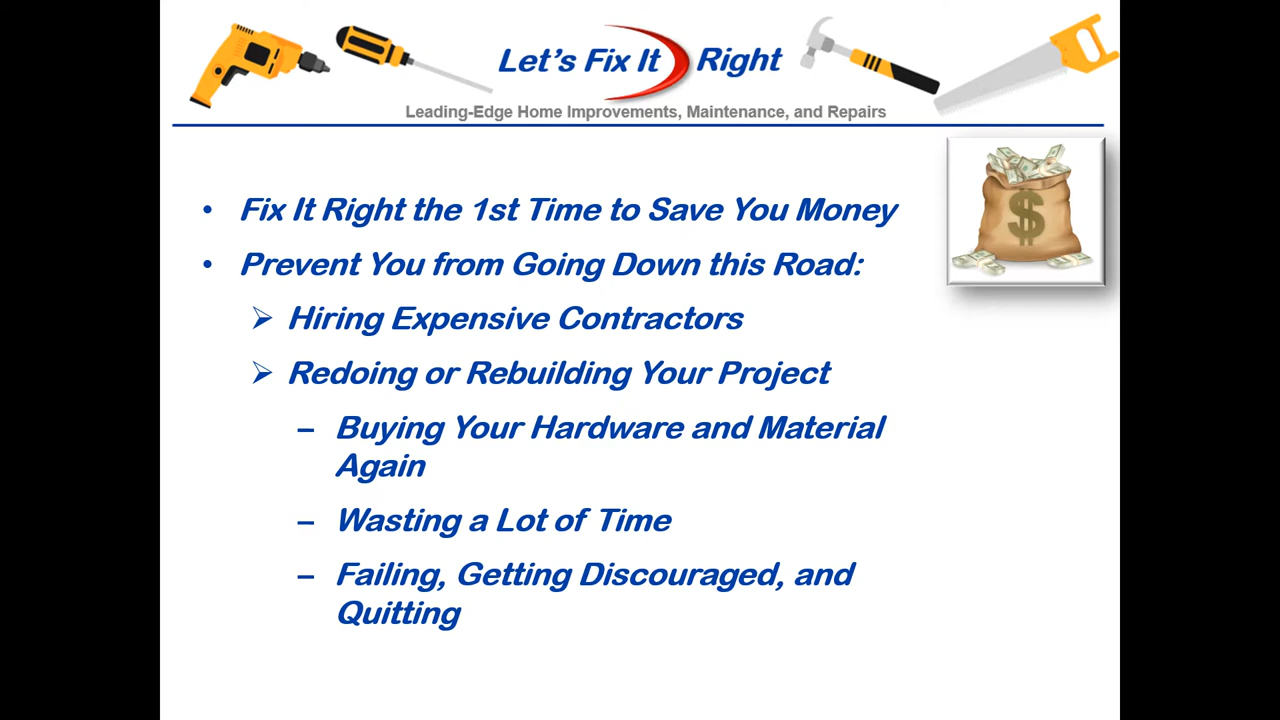 Let's Fix It Right
Leading-Edge Home Improvements, Maintenance, and Repairs
$
• Fix It Right the 1st Time to Save You Money
• Prevent You from Going Down this Road:
➢ Hiring Expensive Contractors
➢ Redoing or Rebuilding Your Project
– Buying Your Hardware and Material
Again
– Wasting a Lot of Time
– Failing, Getting Discouraged, and
Quitting